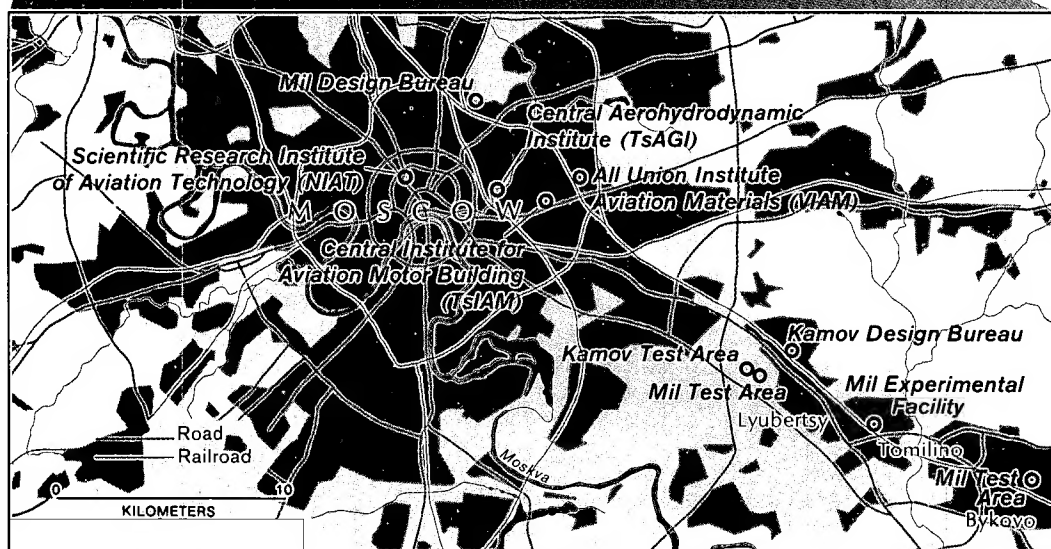 Mil Design Bureau
Central Aerohydrodynamic
Institute (TsAGI)
Scientific Research Institute
of Aviation Technology (NIAT)
All Union Institute
Aviation Materials (VIAM)
MOSCOW
Central Institute for
Aviation Motor Building
(TsIAM)
Kamov Design Bureau
Kamov Test Area
Mil Test Area
Mil Experimental
Facility
Lyubertsy
Road
Railroad
Tomilino
Moskva
Mil Test
Area
Bykovo
0 10
KILOMETERS